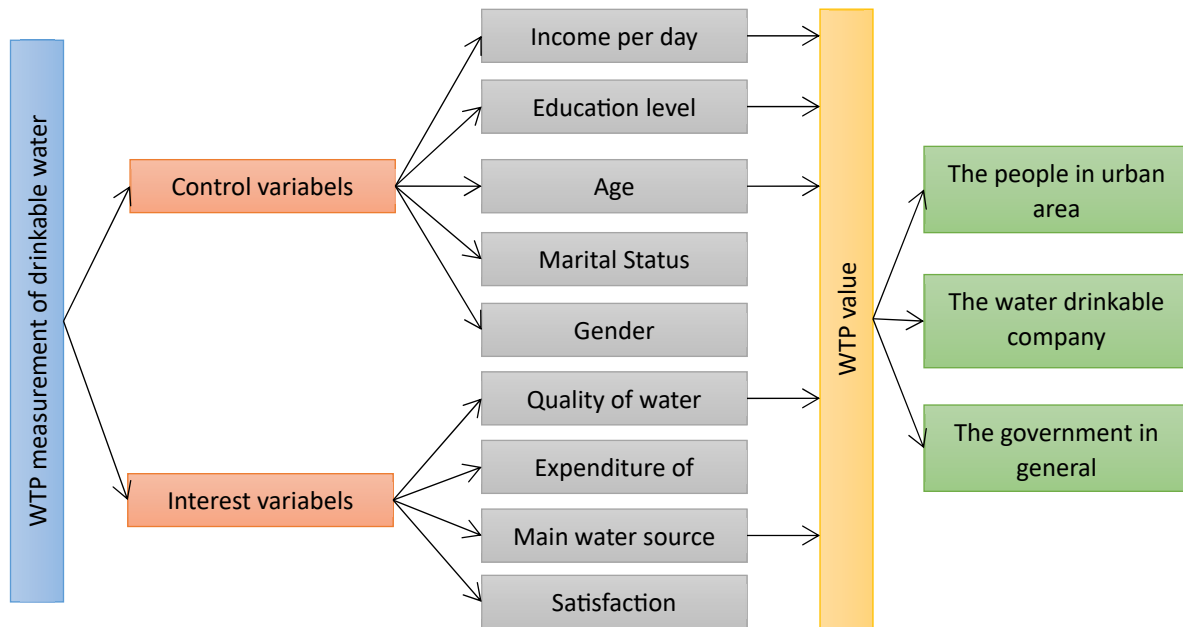 WTP measurement of drinkable water
Control variabels
Interest variabels
Income per day
Education level
Age
Marital Status
Gender
Quality of water
Expenditure of
Main water source
Satisfaction
WTP value
The people in urban
area
The water drinkable
company
The government in
general